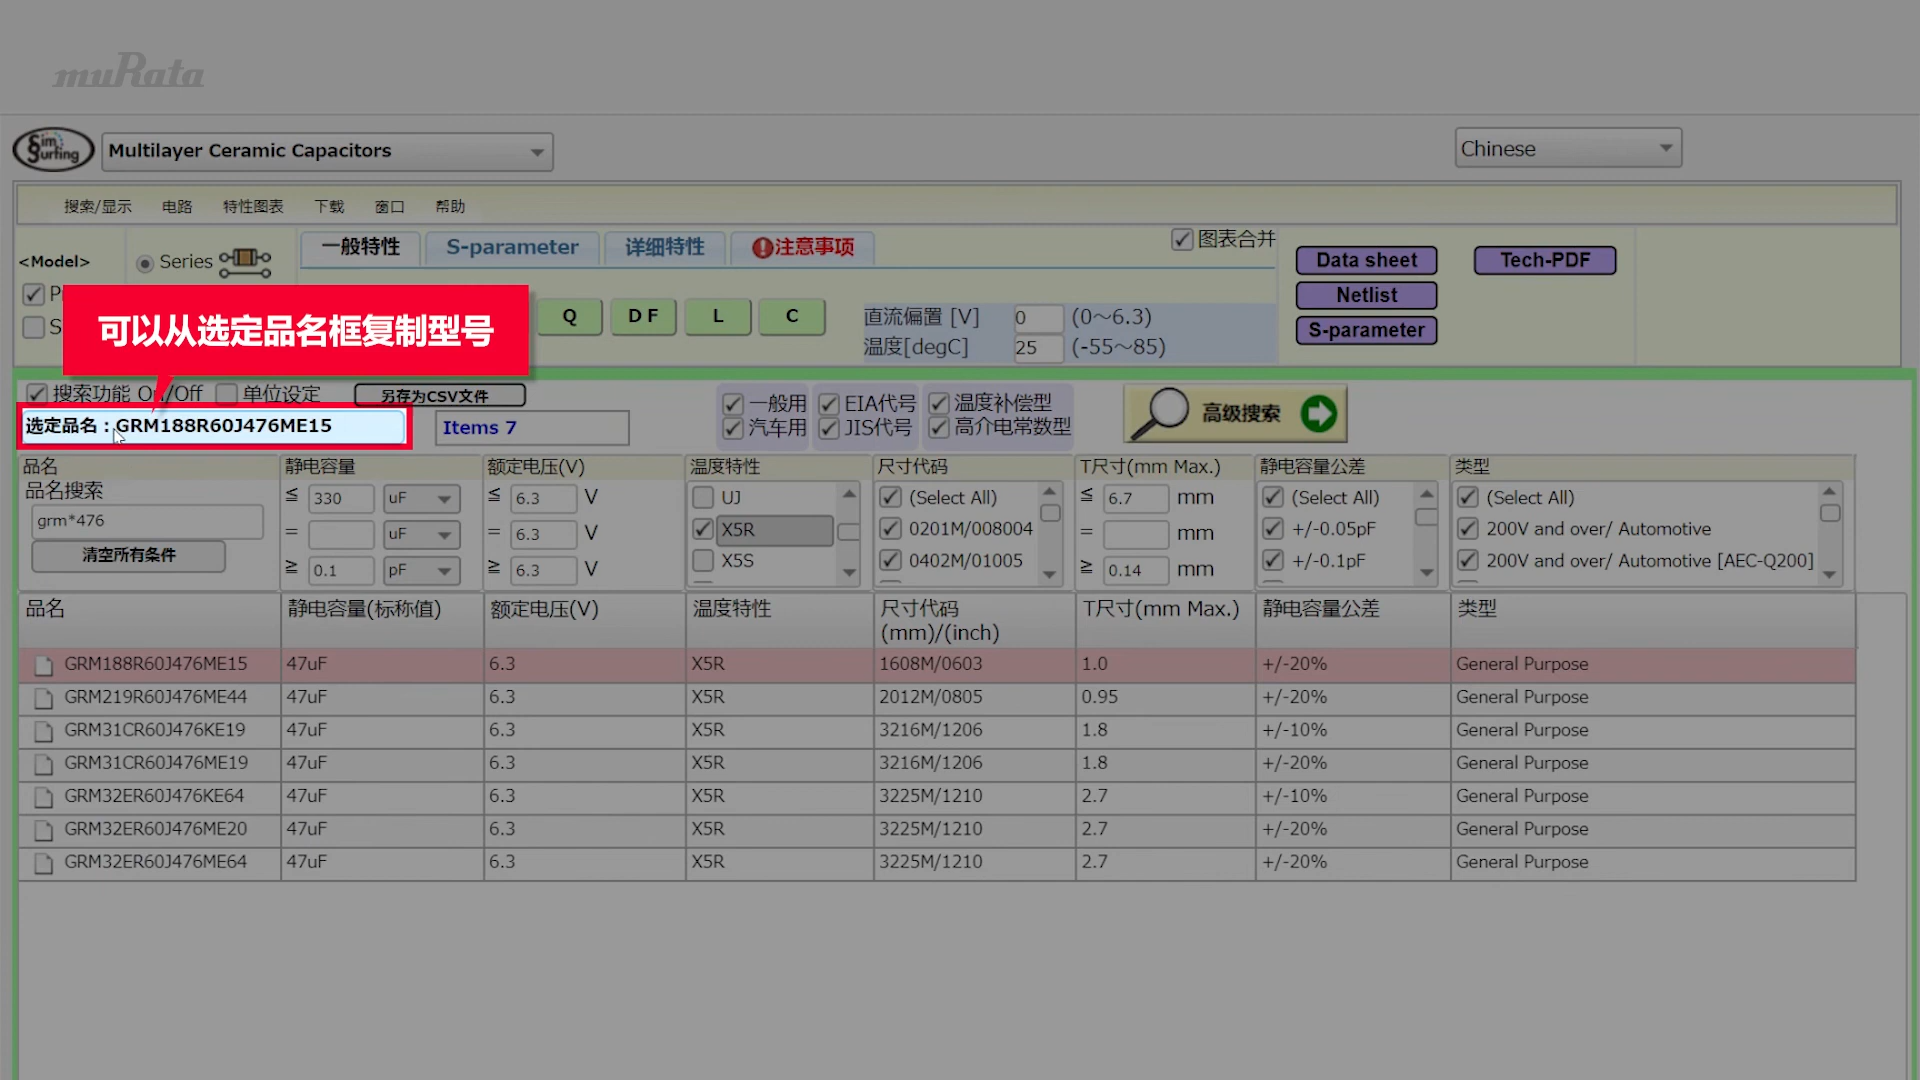 muRata
Sim Surfing
Multilayer Ceramic Capacitors
Chinese
搜索/显示 电路 特性图表 下载 窗口 帮助
<Model>
Series
一般特性 S-parameter 详细特性 注意事项
图表合并
Data sheet
Tech-PDF
Netlist
S-parameter
P
S
可以从选定品名框复制型号
Q DF L C
直流偏置 [V] 0 (0～6.3)
温度[degC] 25 (-55～85)
搜索功能 On/Off 单位设定 另存为CSV文件
选定品名：GRM188R60J476ME15
Items 7
一般用 EIA代号 温度补偿型
汽车用 JIS代号 高介电常数型
高级搜索
品名 静电容量 额定电压(V) 温度特性 尺寸代码 T尺寸(mm Max.) 静电容量公差 类型
品名搜索
grm*476
清空所有条件
≦ 330 uF
= uF
≧ 0.1 pF
≦ 6.3 V
= 6.3 V
≧ 6.3 V
UJ
X5R
X5S
(Select All)
0201M/008004
0402M/01005
≦ 6.7 mm
= mm
≧ 0.14 mm
(Select All)
+/-0.05pF
+/-0.1pF
(Select All)
200V and over/ Automotive
200V and over/ Automotive [AEC-Q200]
品名 静电容量(标称值) 额定电压(V) 温度特性 尺寸代码 T尺寸(mm Max.) 静电容量公差 类型
(mm)/(inch)
GRM188R60J476ME15 47uF 6.3 X5R 1608M/0603 1.0 +/-20% General Purpose
GRM219R60J476ME44 47uF 6.3 X5R 2012M/0805 0.95 +/-20% General Purpose
GRM31CR60J476KE19 47uF 6.3 X5R 3216M/1206 1.8 +/-10% General Purpose
GRM31CR60J476ME19 47uF 6.3 X5R 3216M/1206 1.8 +/-20% General Purpose
GRM32ER60J476KE64 47uF 6.3 X5R 3225M/1210 2.7 +/-10% General Purpose
GRM32ER60J476ME20 47uF 6.3 X5R 3225M/1210 2.7 +/-20% General Purpose
GRM32ER60J476ME64 47uF 6.3 X5R 3225M/1210 2.7 +/-20% General Purpose